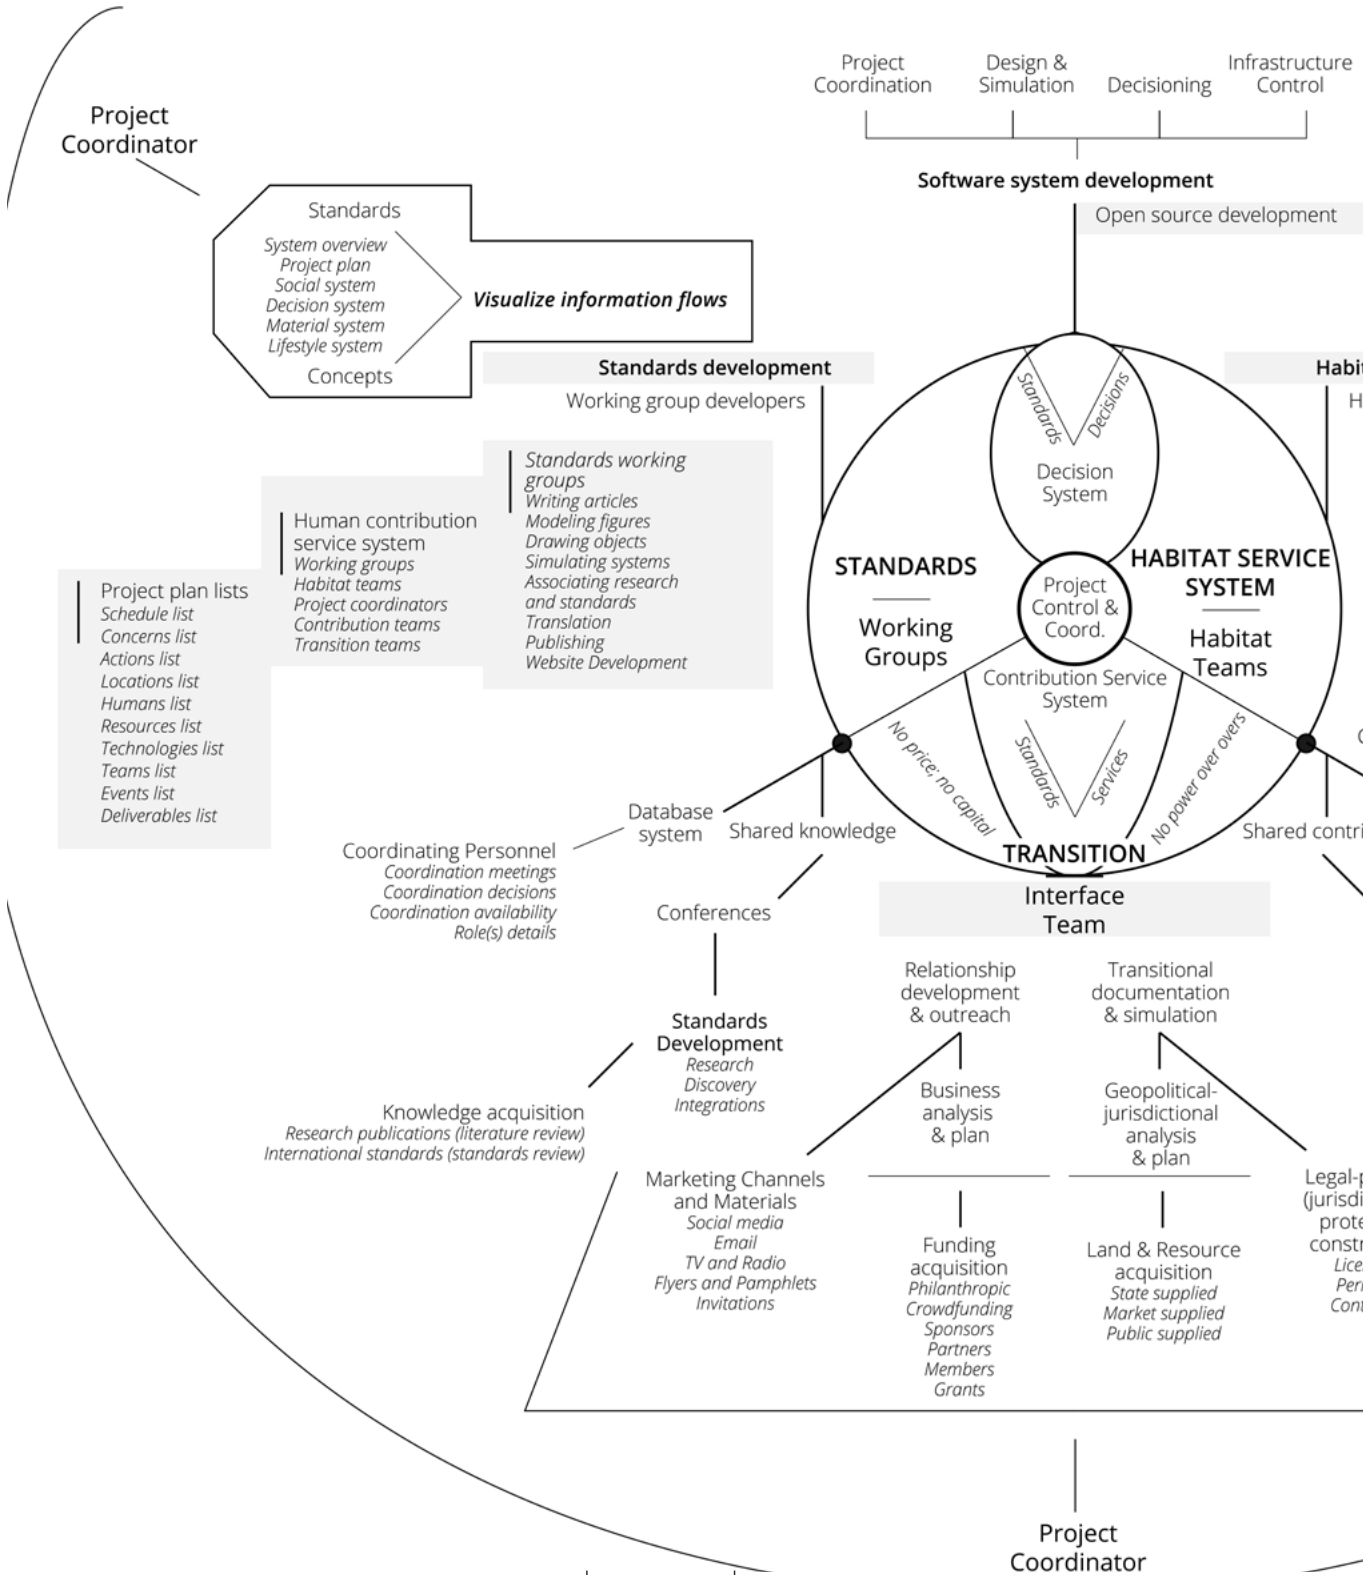 Project
Coordination
Design &
Simulation
Decisioning
Infrastructure
Control
Software system development
Open source development
Project
Coordinator
Standards
System overview
Project plan
Social system
Decision system
Material system
Lifestyle system
Concepts
Visualize information flows
Standards development
Working group developers
Standards working
groups
Writing articles
Modeling figures
Drawing objects
Simulating systems
Associating research
and standards
Translation
Publishing
Website Development
Human contribution
service system
Working groups
Habitat teams
Project coordinators
Contribution teams
Transition teams
Project plan lists
Schedule list
Concerns list
Actions list
Locations list
Humans list
Resources list
Technologies list
Teams list
Events list
Deliverables list
Standards
Decisions
Decision
System
STANDARDS
Working
Groups
Project
Control &
Coord.
HABITAT SERVICE
SYSTEM
Habitat
Teams
Contribution Service
System
No price; no capital
Standards
Services
No power over overs
TRANSITION
Interface
Team
Database
system
Shared knowledge
Shared
Coordinating Personnel
Coordination meetings
Coordination decisions
Coordination availability
Role(s) details
Conferences
Standards
Development
Research
Discovery
Integrations
Knowledge acquisition
Research publications (literature review)
International standards (standards review)
Relationship
development
& outreach
Transitional
documentation
& simulation
Business
analysis
& plan
Geopolitical-
jurisdictional
analysis
& plan
Marketing Channels
and Materials
Social media
Email
TV and Radio
Flyers and Pamphlets
Invitations
Funding
acquisition
Philanthropic
Crowdfunding
Sponsors
Partners
Members
Grants
Land & Resource
acquisition
State supplied
Market supplied
Public supplied
Project
Coordinator